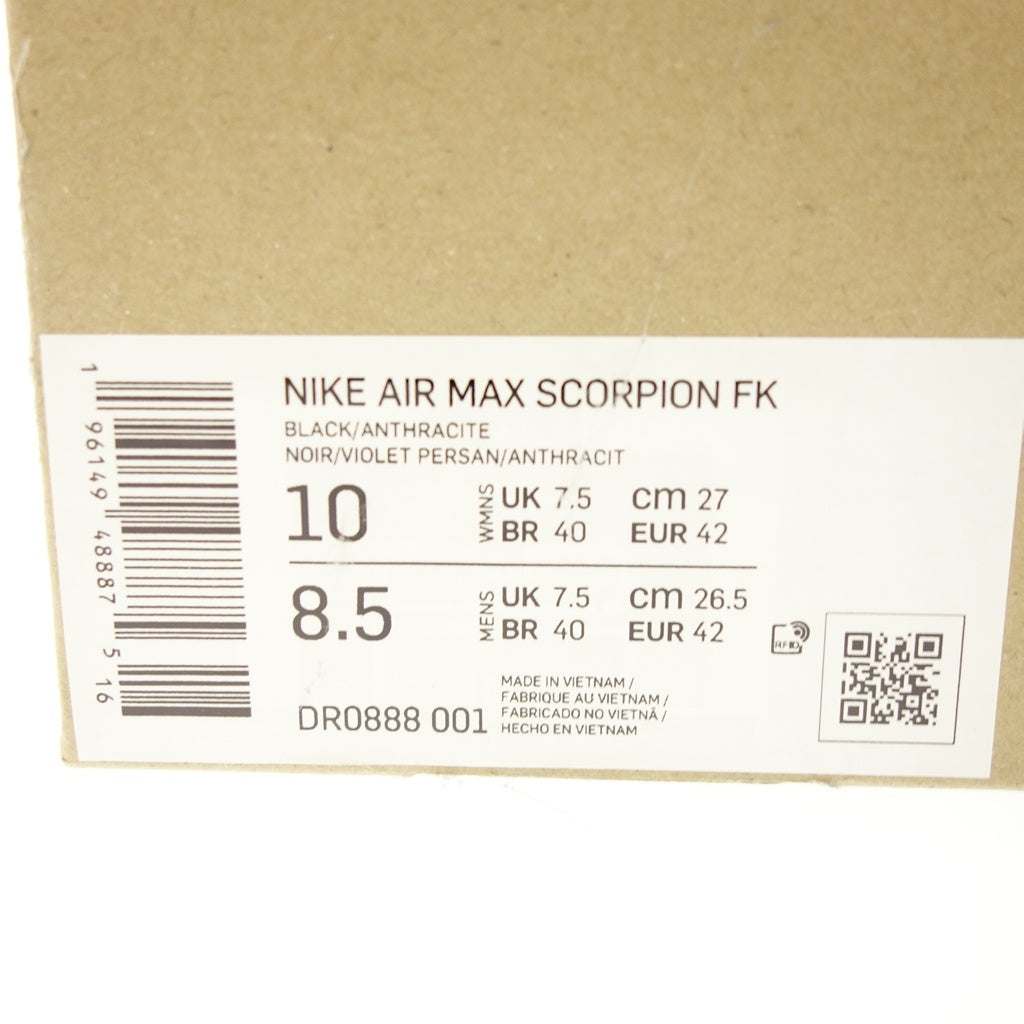 NIKE AIR MAX SCORPION FK
BLACK/ANTHRACITE
NOIR/VIOLET PERSAN/ANTHRACIT
10 WMNS UK 7.5 CM 27
BR 40 EUR 42
8.5 MENS UK 7.5 CM 26.5
BR 40 EUR 42
RFID
DR0888 001
MADE IN VIETNAM /
FABRIQUE AU VIETNAM /
FABRICADO NO VIETNÃ /
HECHO EN VIETNAM
1 96149 48887 5 16